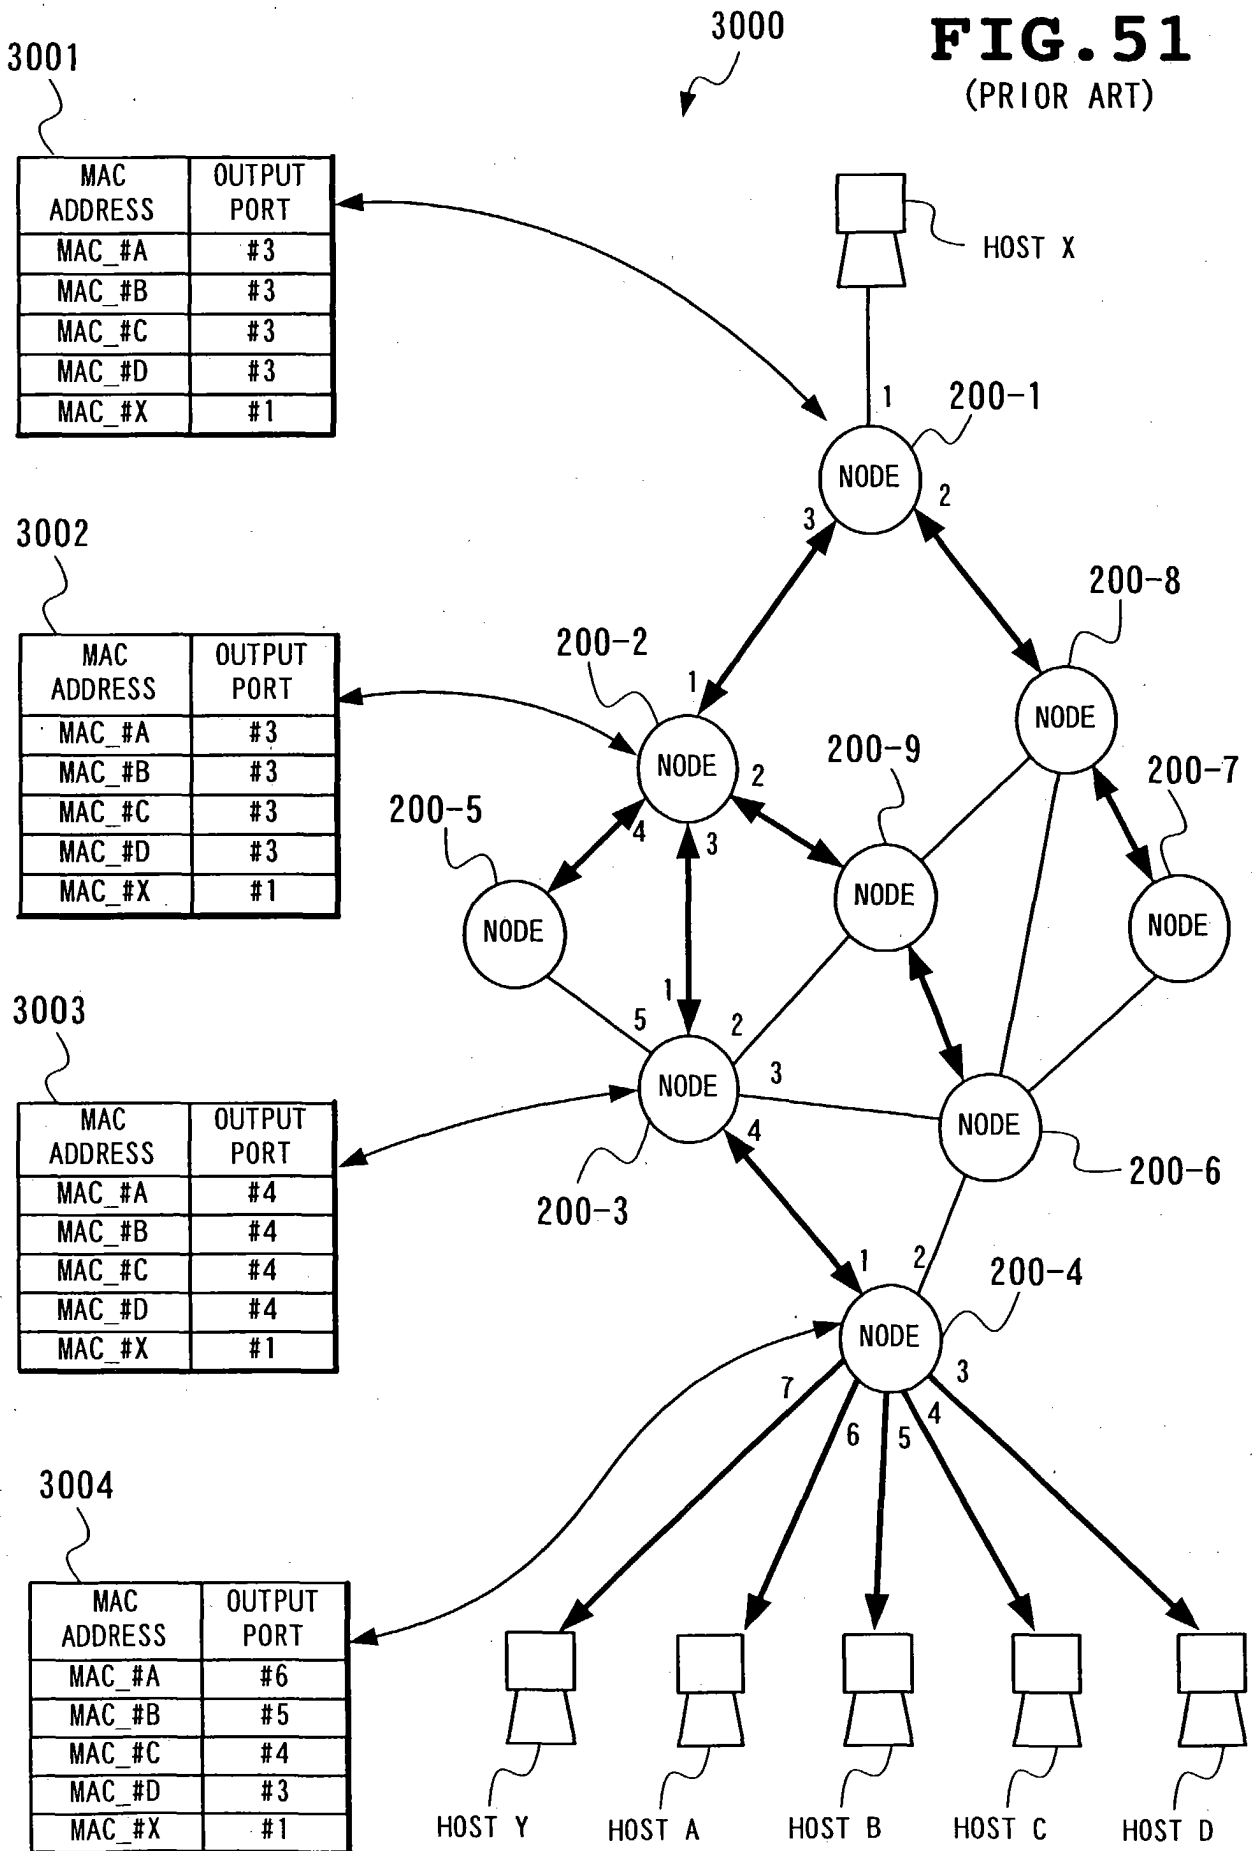 FIG.51
(PRIOR ART)
3000
3001
MAC ADDRESS OUTPUT PORT
MAC_#A #3
MAC_#B #3
MAC_#C #3
MAC_#D #3
MAC_#X #1
HOST X
1
200-1
NODE
2
3
3002
MAC ADDRESS OUTPUT PORT
MAC_#A #3
MAC_#B #3
MAC_#C #3
MAC_#D #3
MAC_#X #1
200-8
NODE
200-2
1
NODE
2
3
4
200-9
NODE
200-7
NODE
200-5
NODE
3003
MAC ADDRESS OUTPUT PORT
MAC_#A #4
MAC_#B #4
MAC_#C #4
MAC_#D #4
MAC_#X #1
5
1
2
3
NODE
4
200-3
NODE
200-6
1
2
200-4
NODE
7
6
5
4
3
3004
MAC ADDRESS OUTPUT PORT
MAC_#A #6
MAC_#B #5
MAC_#C #4
MAC_#D #3
MAC_#X #1
HOST Y
HOST A
HOST B
HOST C
HOST D